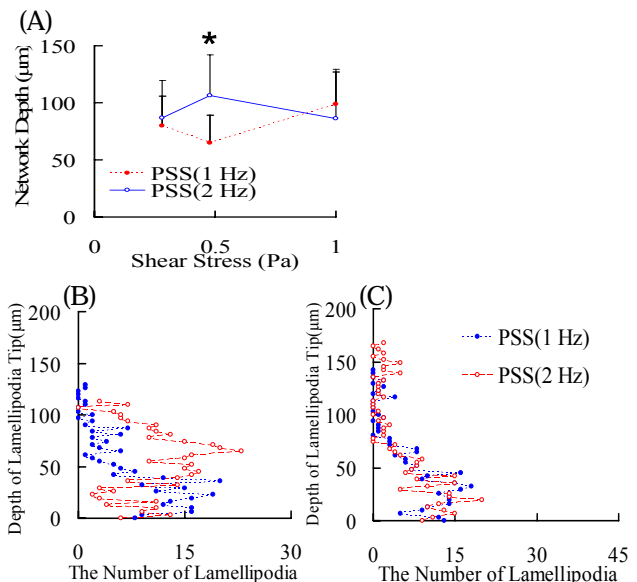 (A)
*
150
100
50
0
Network Depth (μm)
PSS(1 Hz)
PSS(2 Hz)
0 0.5 1
Shear Stress (Pa)
(B)
200
150
100
50
0
Depth of Lamellipodia Tip(μm)
0 15 30
The Number of Lamellipodia
(C)
200
150
100
50
0
Depth of Lamellipodia Tip(μm)
PSS(1 Hz)
PSS(2 Hz)
0 15 30 45
The Number of Lamellipodia